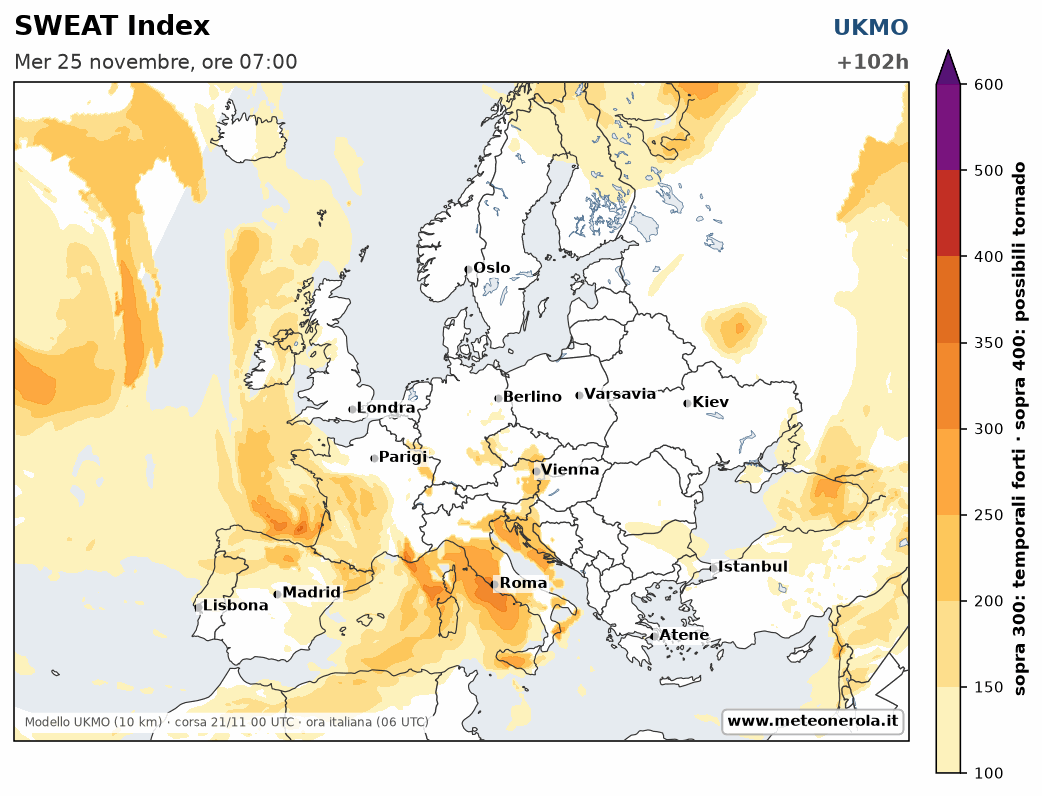 SWEAT Index
UKMO
Mer 25 novembre, ore 07:00
+102h
600
500
400
350
300
250
200
150
100
sopra 300: temporali forti · sopra 400: possibili tornado
Oslo
Londra
Berlino
Varsavia
Kiev
Parigi
Vienna
Istanbul
Roma
Madrid
Lisbona
Atene
Modello UKMO (10 km) · corsa 21/11 00 UTC · ora italiana (06 UTC)
www.meteonerola.it